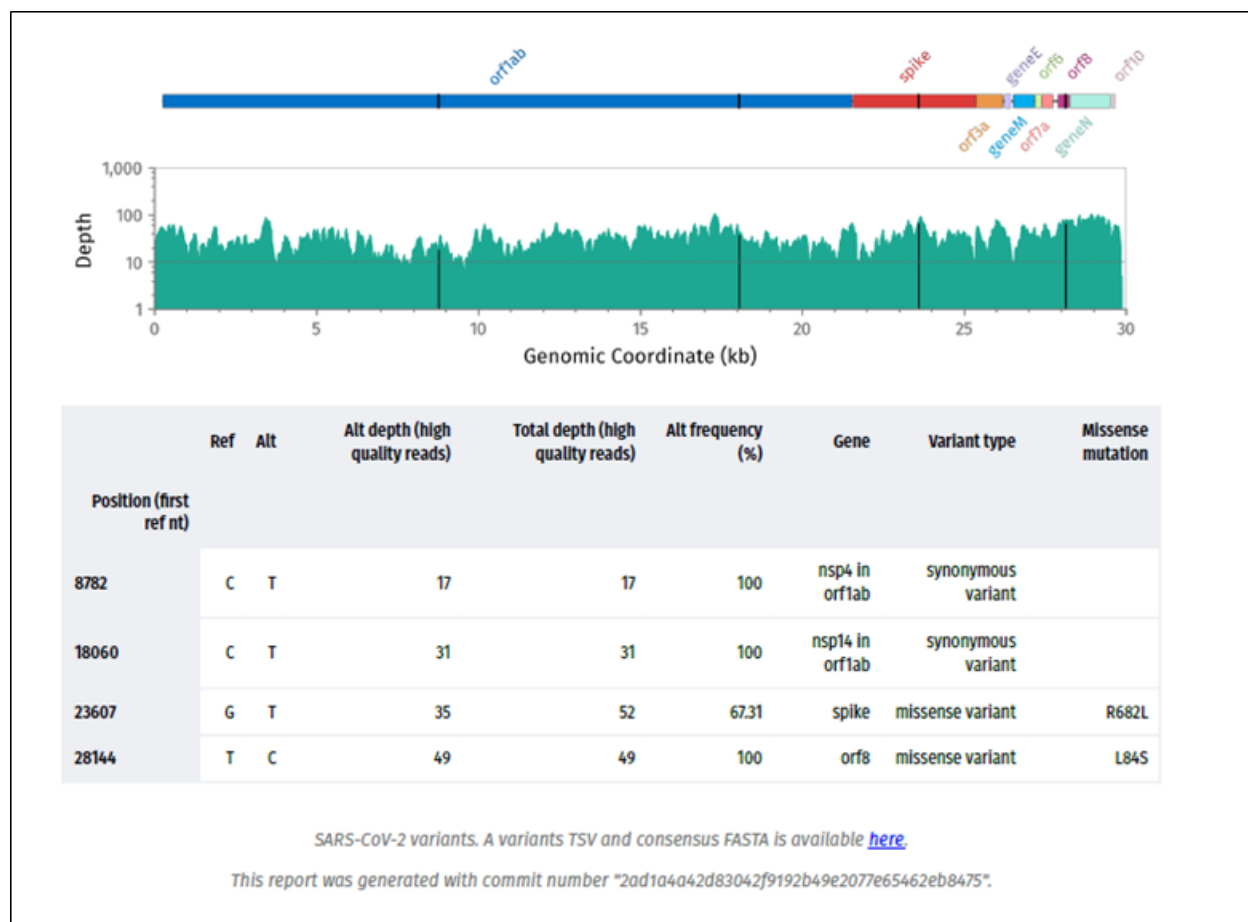 orf1ab
spike
geneE
orf6
orf8
orf10
orf3a
geneM
orf7a
geneN
Depth
1,000
100
10
1
0 5 10 15 20 25 30
Genomic Coordinate (kb)
Position (first ref nt) Ref Alt Alt depth (high quality reads) Total depth (high quality reads) Alt frequency (%) Gene Variant type Missense mutation
8782 C T 17 17 100 nsp4 in orf1ab synonymous variant
18060 C T 31 31 100 nsp14 in orf1ab synonymous variant
23607 G T 35 52 67.31 spike missense variant R682L
28144 T C 49 49 100 orf8 missense variant L84S
SARS-CoV-2 variants. A variants TSV and consensus FASTA is available here.
This report was generated with commit number "2ad1a4a42d83042f9192b49e2077e65462eb8475".